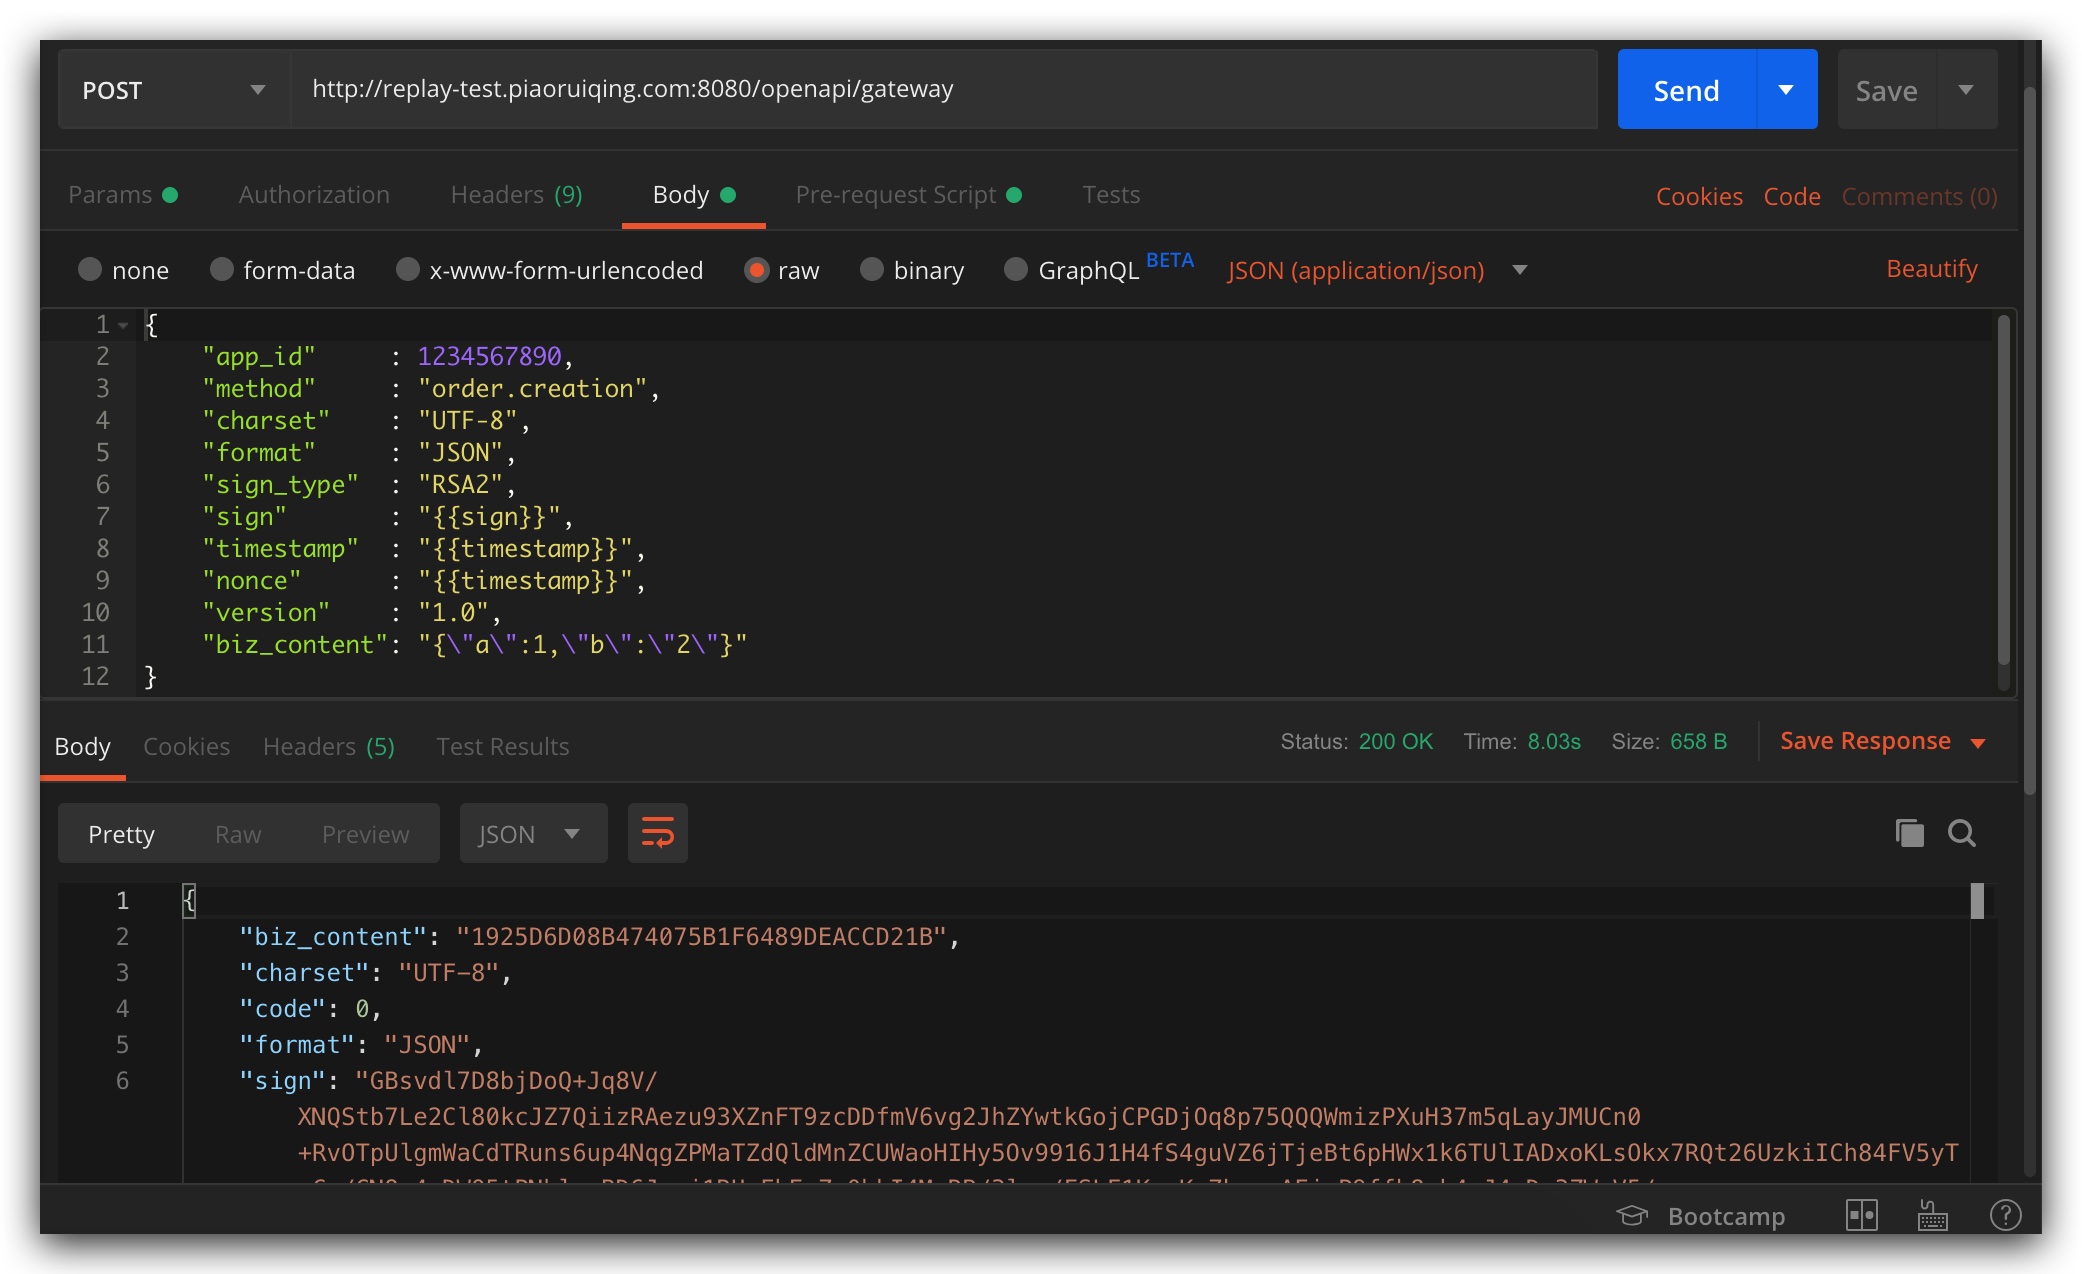 POST http://replay-test.piaoruiqing.com:8080/openapi/gateway Send Save
Params Authorization Headers (9) Body Pre-request Script Tests Cookies Code Comments (0)
none form-data x-www-form-urlencoded raw binary GraphQL BETA JSON (application/json) Beautify
1 {
2 "app_id" : 1234567890,
3 "method" : "order.creation",
4 "charset" : "UTF-8",
5 "format" : "JSON",
6 "sign_type" : "RSA2",
7 "sign" : "{{sign}}",
8 "timestamp" : "{{timestamp}}",
9 "nonce" : "{{timestamp}}",
10 "version" : "1.0",
11 "biz_content": "{\"a\":1,\"b\":\"2\"}"
12 }
Body Cookies Headers (5) Test Results Status: 200 OK Time: 8.03s Size: 658 B Save Response
Pretty Raw Preview JSON
1 {
2 "biz_content": "1925D6D08B474075B1F6489DEACCD21B",
3 "charset": "UTF-8",
4 "code": 0,
5 "format": "JSON",
6 "sign": "GBsvdl7D8bjDoQ+Jq8V/
XNQStb7Le2Cl80kcJZ7QiizRAezu93XZnFT9zcDDfmV6vg2JhZYwtkGojCPGDjOq8p75QQQWmizPXuH37m5qLayJMUCn0
+RvOTpUlgmWaCdTRuns6up4NqgZPMaTZdQldMnZCUWaoHIHy5Ov9916J1H4fS4guVZ6jTjeBt6pHWx1k6TUlIADxoKLsOkx7RQt26UzkiICh84FV5yT
Bootcamp